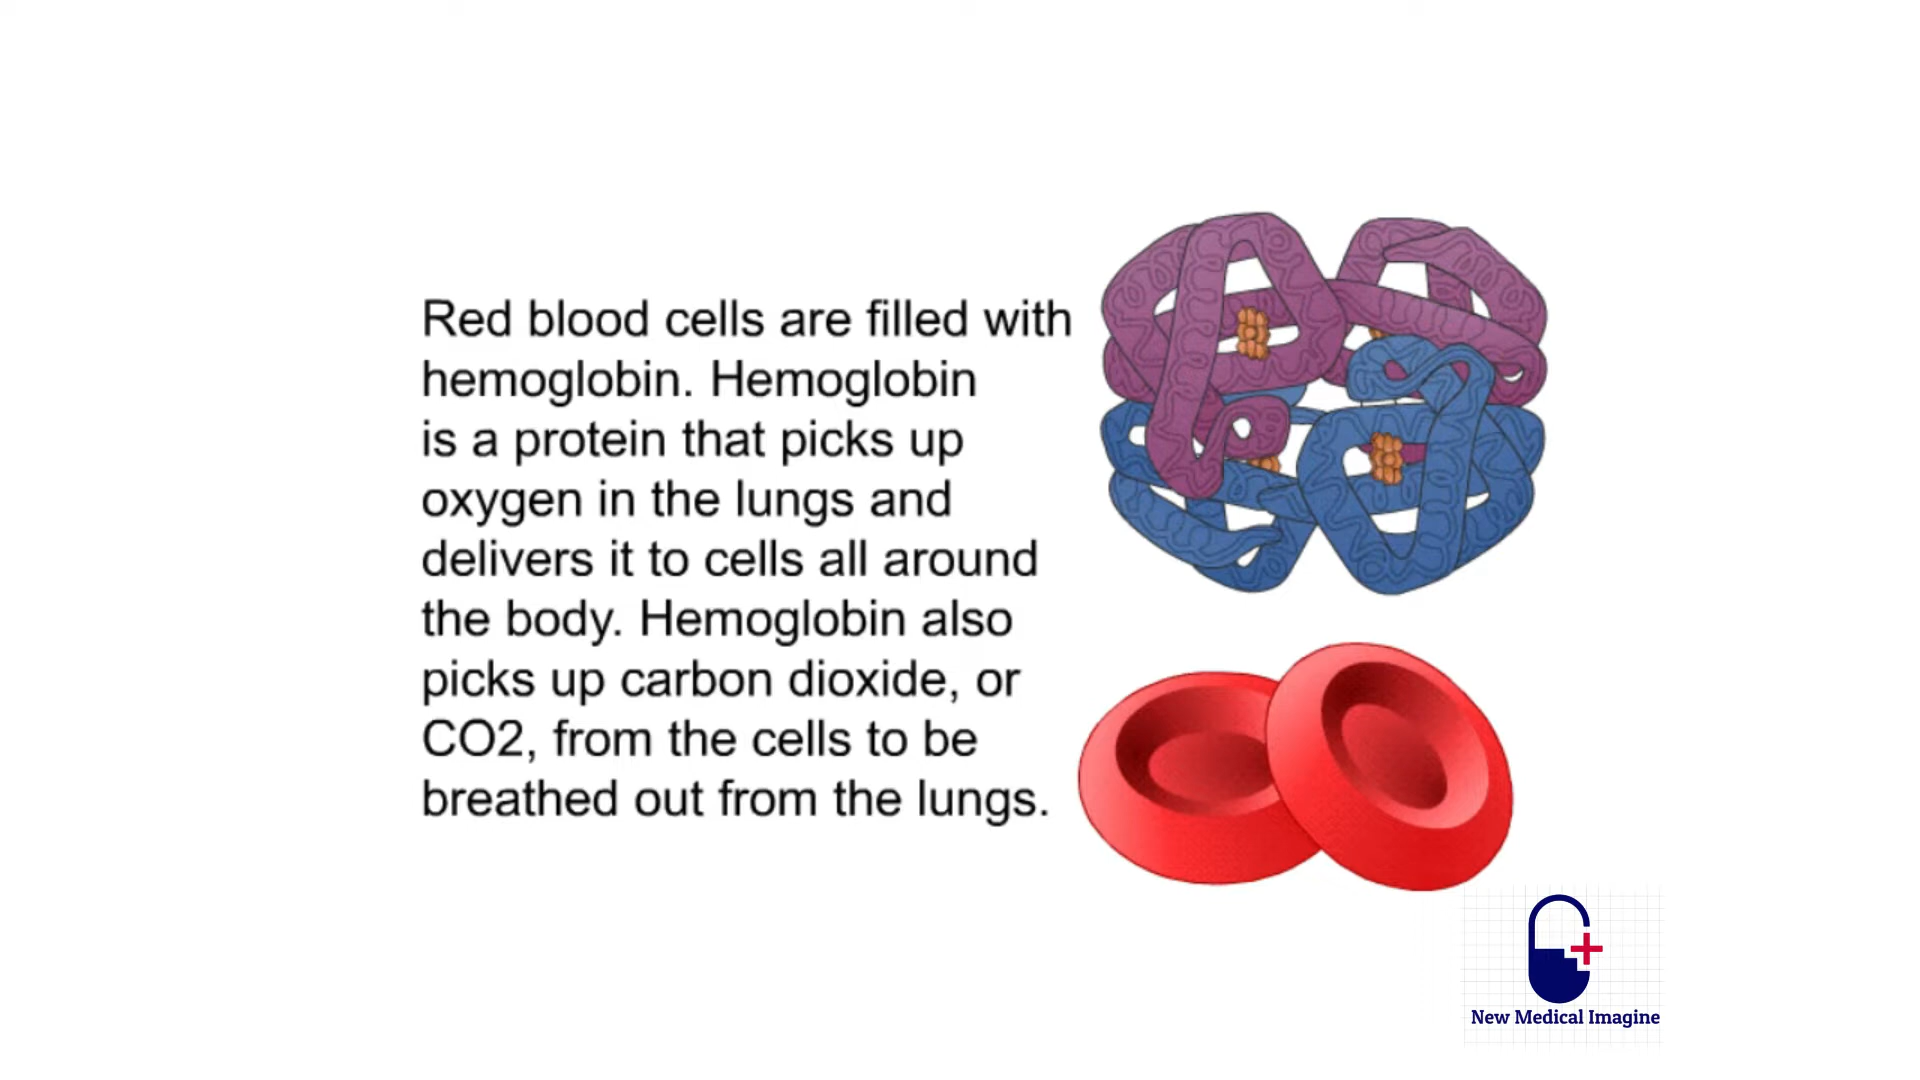 Red blood cells are filled with
hemoglobin. Hemoglobin
is a protein that picks up
oxygen in the lungs and
delivers it to cells all around
the body. Hemoglobin also
picks up carbon dioxide, or
CO2, from the cells to be
breathed out from the lungs.
New Medical Imagine